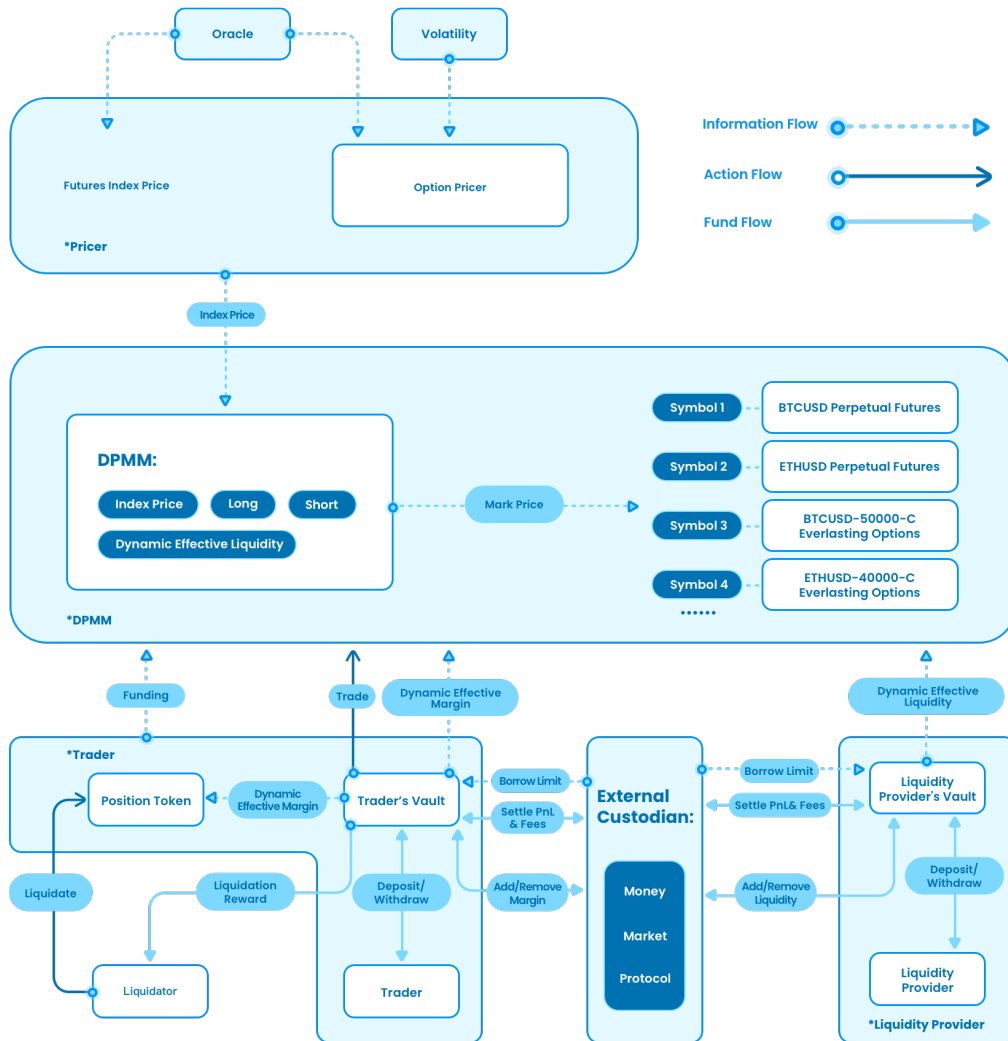 Oracle
Volatility
Information Flow
Action Flow
Fund Flow
Futures Index Price
Option Pricer
*Pricer
Index Price
DPMM:
Index Price
Long
Short
Dynamic Effective Liquidity
Mark Price
Symbol 1
BTCUSD Perpetual Futures
Symbol 2
ETHUSD Perpetual Futures
Symbol 3
BTCUSD-50000-C
Everlasting Options
Symbol 4
ETHUSD-40000-C
Everlasting Options
......
*DPMM
Funding
Trade
Dynamic Effective
Margin
Dynamic Effective
Liquidity
*Trader
Position Token
Dynamic
Effective Margin
Trader's Vault
Borrow Limit
Settle PnL
& Fees
External
Custodian:
Borrow Limit
Settle PnL& Fees
Liquidity
Provider's Vault
Liquidate
Liquidation
Reward
Deposit/
Withdraw
Add/Remove
Margin
Money
Market
Protocol
Add/Remove
Liquidity
Deposit/
Withdraw
Liquidator
Trader
Liquidity
Provider
*Liquidity Provider